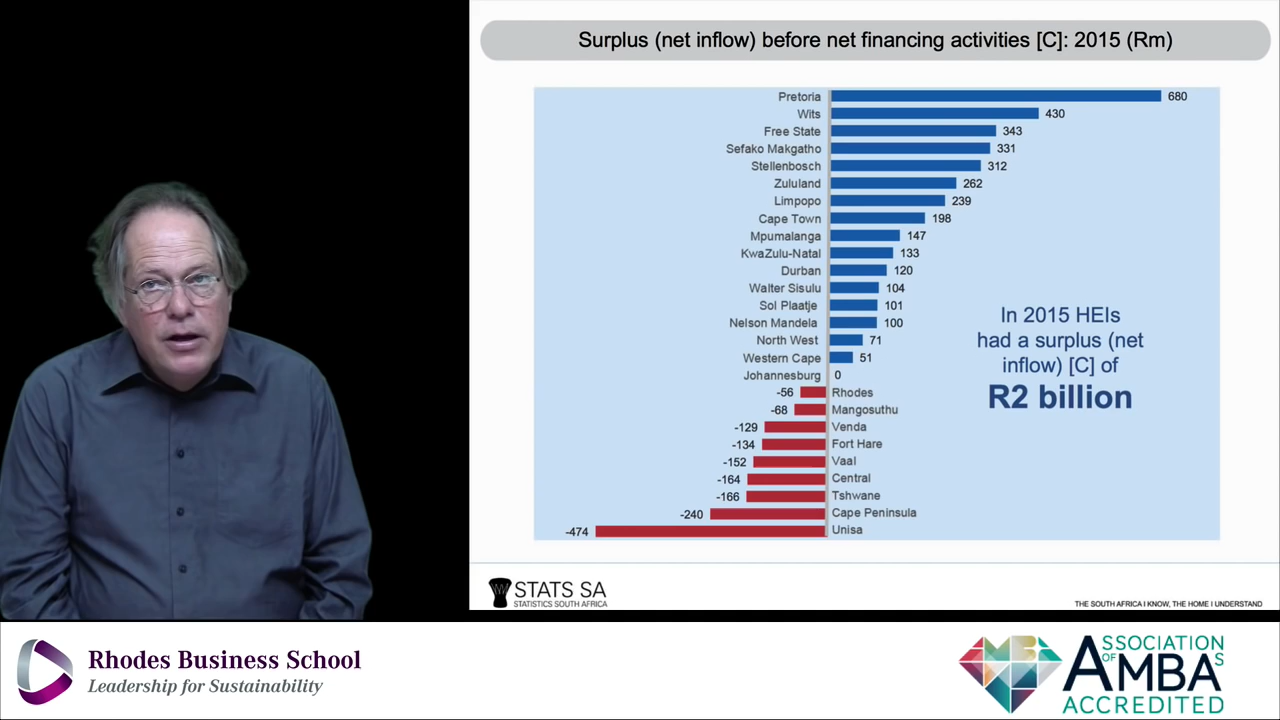 Surplus (net inflow) before net financing activities [C]: 2015 (Rm)
Pretoria 680
Wits 430
Free State 343
Sefako Makgatho 331
Stellenbosch 312
Zululand 262
Limpopo 239
Cape Town 198
Mpumalanga 147
KwaZulu-Natal 133
Durban 120
Walter Sisulu 104
Sol Plaatje 101
Nelson Mandela 100
North West 71
Western Cape 51
Johannesburg 0
-56 Rhodes
-68 Mangosuthu
-129 Venda
-134 Fort Hare
-152 Vaal
-164 Central
-166 Tshwane
-240 Cape Peninsula
-474 Unisa
In 2015 HEIs
had a surplus (net
inflow) [C] of
R2 billion
STATS SA
STATISTICS SOUTH AFRICA
THE SOUTH AFRICA I KNOW, THE HOME I UNDERSTAND
Rhodes Business School
Leadership for Sustainability
ASSOCIATION
OF AMBAS
ACCREDITED